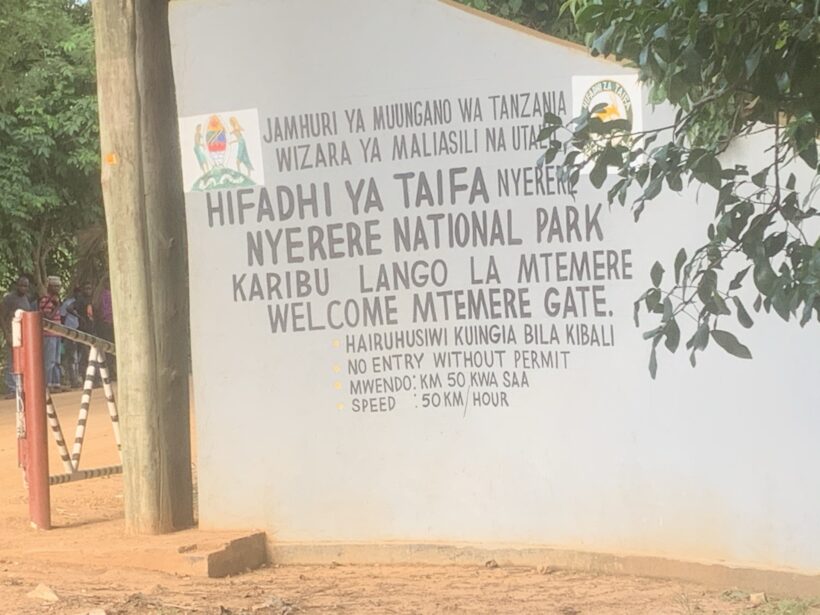 JAMHURI YA MUUNGANO WA TANZANIA
WIZARA YA MALIASILI NA
HIFADHI YA TAIFA NYERERE
NYERERE NATIONAL PARK
KARIBU LANGO LA MTEMERE
WELCOME MTEMERE GATE.
HAIRUHUSIWI KUINGIA BILA KIBALI
NO ENTRY WITHOUT PERMIT
MWENDO: KM 50 KWA SAA
SPEED : 50 KM/HOUR